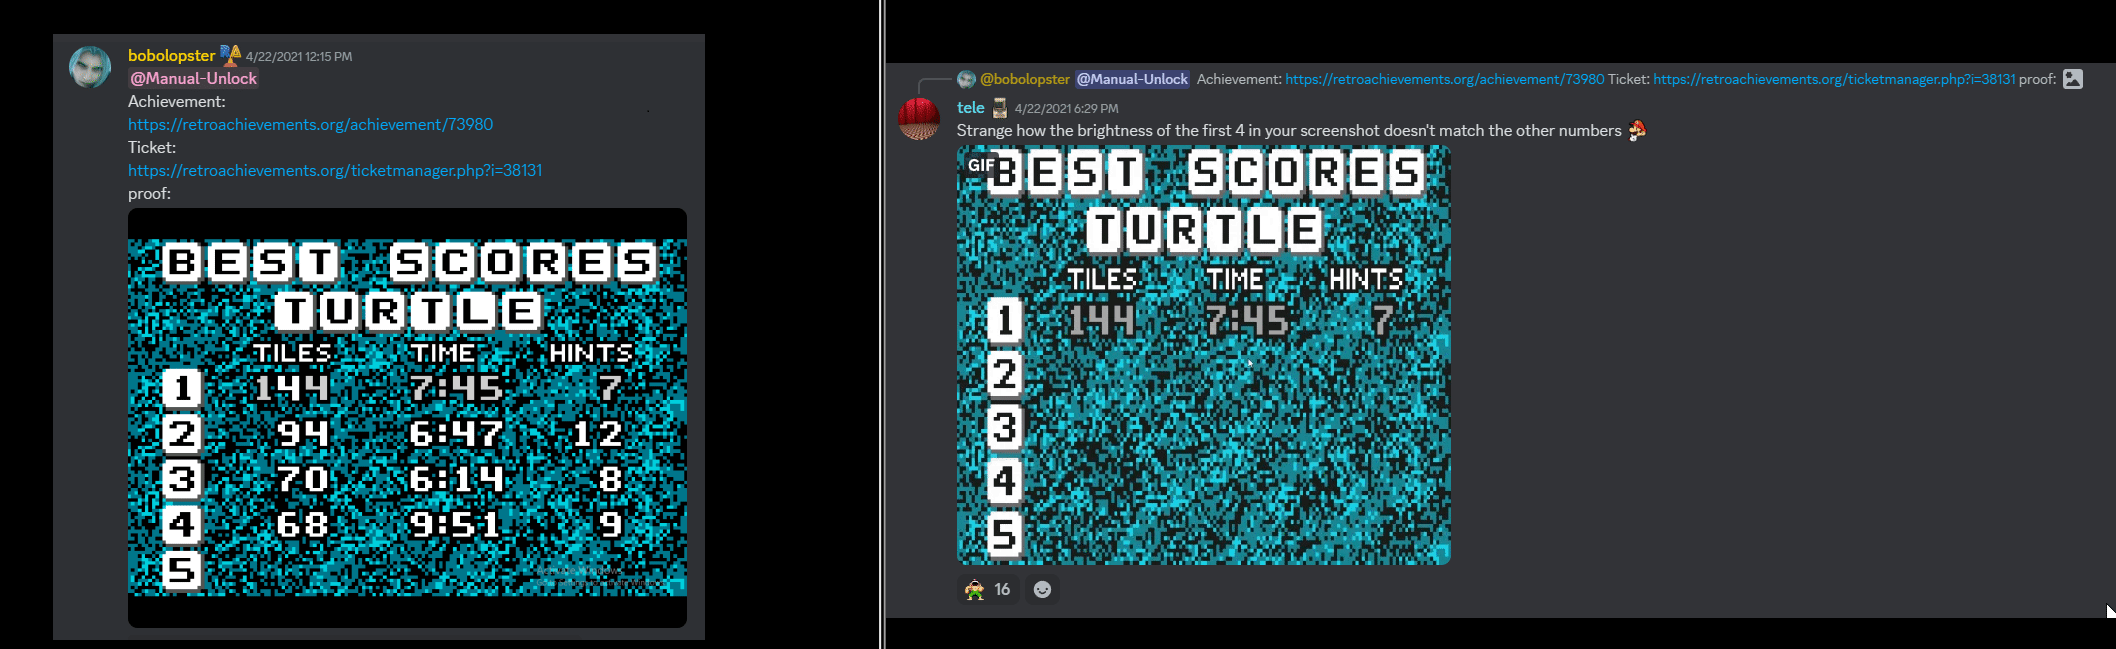 bobolopster 4/22/2021 12:15 PM
@Manual-Unlock
Achievement:
https://retroachievements.org/achievement/73980
Ticket:
https://retroachievements.org/ticketmanager.php?i=38131
proof:
BEST SCORES
TURTLE
TILES TIME HINTS
1 144 7:45 7
2 94 6:47 12
3 70 6:14 8
4 68 9:51 9
5
@bobolopster @Manual-Unlock Achievement: https://retroachievements.org/achievement/73980 Ticket: https://retroachievements.org/ticketmanager.php?i=38131 proof:
tele 4/22/2021 6:29 PM
Strange how the brightness of the first 4 in your screenshot doesn't match the other numbers
GIF
BEST SCORES
TURTLE
TILES TIME HINTS
1 144 7:45 7
2
3
4
5
16